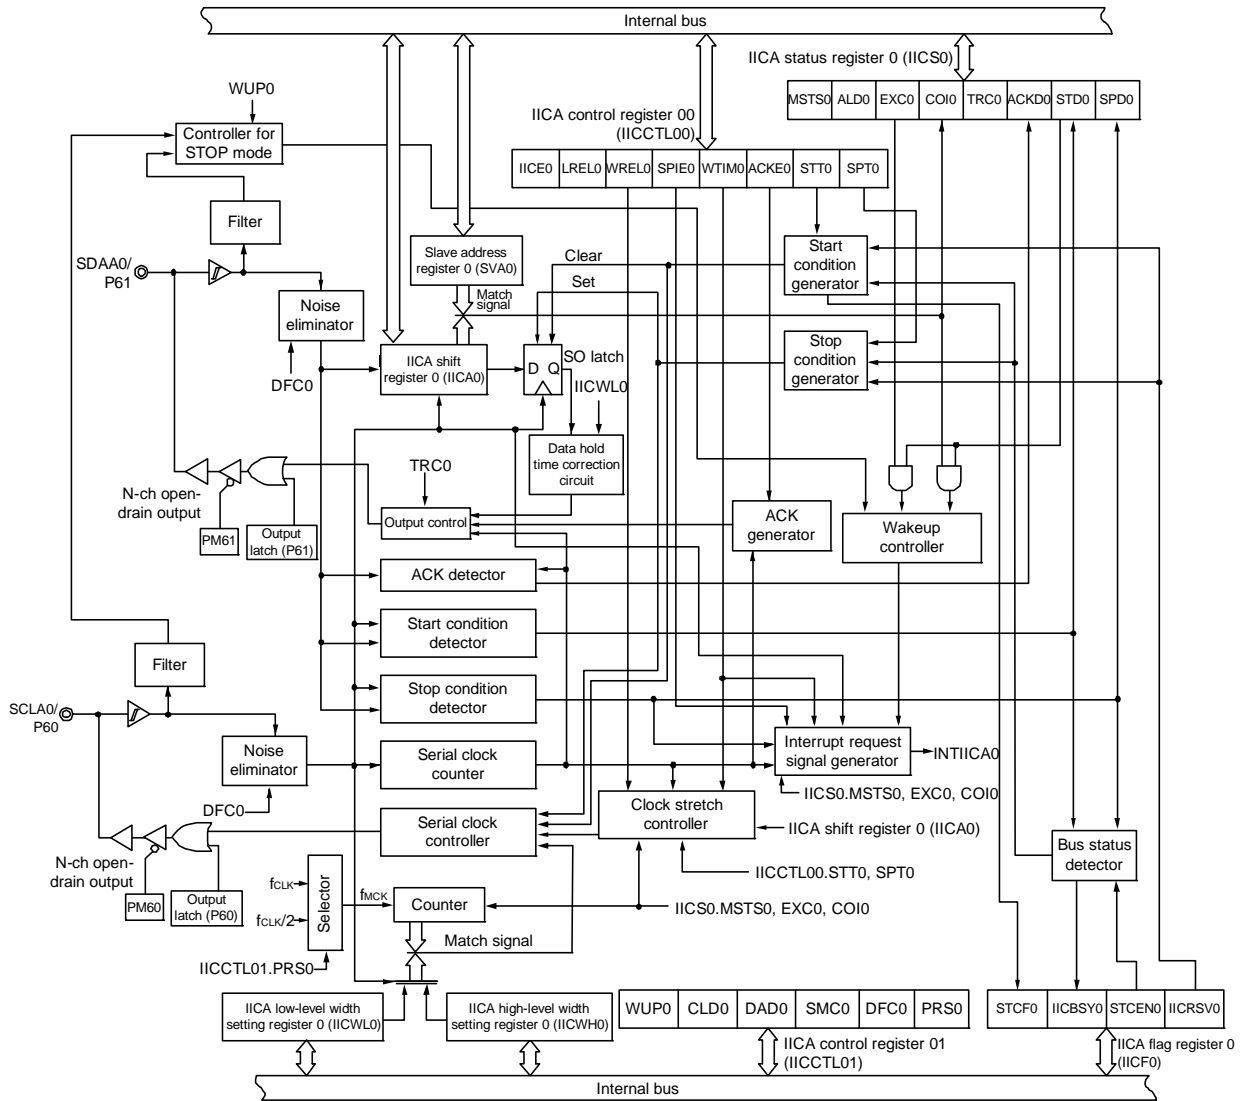 Internal bus
IICA status register 0 (IICS0)
MSTS0 ALD0 EXC0 COI0 TRC0 ACKD0 STD0 SPD0
WUP0
IICA control register 00
(IICCTL00)
Controller for
STOP mode
IICE0 LREL0 WREL0 SPIE0 WTIM0 ACKE0 STT0 SPT0
Filter
Slave address
register 0 (SVA0)
Clear
Start
condition
generator
SDAA0/
P61
Set
Match
signal
Noise
eliminator
DFC0
IICA shift
register 0 (IICA0)
D Q
SO latch
IICWL0
Stop
condition
generator
Data hold
time correction
circuit
TRC0
N-ch open-
drain output
PM61
Output
latch (P61)
Output control
ACK
generator
Wakeup
controller
ACK detector
Start condition
detector
Filter
Stop condition
detector
SCLA0/
P60
Noise
eliminator
DFC0
Serial clock
counter
Interrupt request
signal generator
INTIICA0
IICS0.MSTS0, EXC0, COI0
Serial clock
controller
Clock stretch
controller
IICA shift register 0 (IICA0)
Bus status
detector
N-ch open-
drain output
PM60
Output
latch (P60)
IICCTL00.STT0, SPT0
fCLK
fCLK/2
Selector
fMCK
Counter
IICS0.MSTS0, EXC0, COI0
Match signal
IICCTL01.PRS0
IICA low-level width
setting register 0 (IICWL0)
IICA high-level width
setting register 0 (IICWH0)
WUP0 CLD0 DAD0 SMC0 DFC0 PRS0
STCF0 IICBSY0 STCEN0 IICRSV0
IICA control register 01
(IICCTL01)
IICA flag register 0
(IICF0)
Internal bus